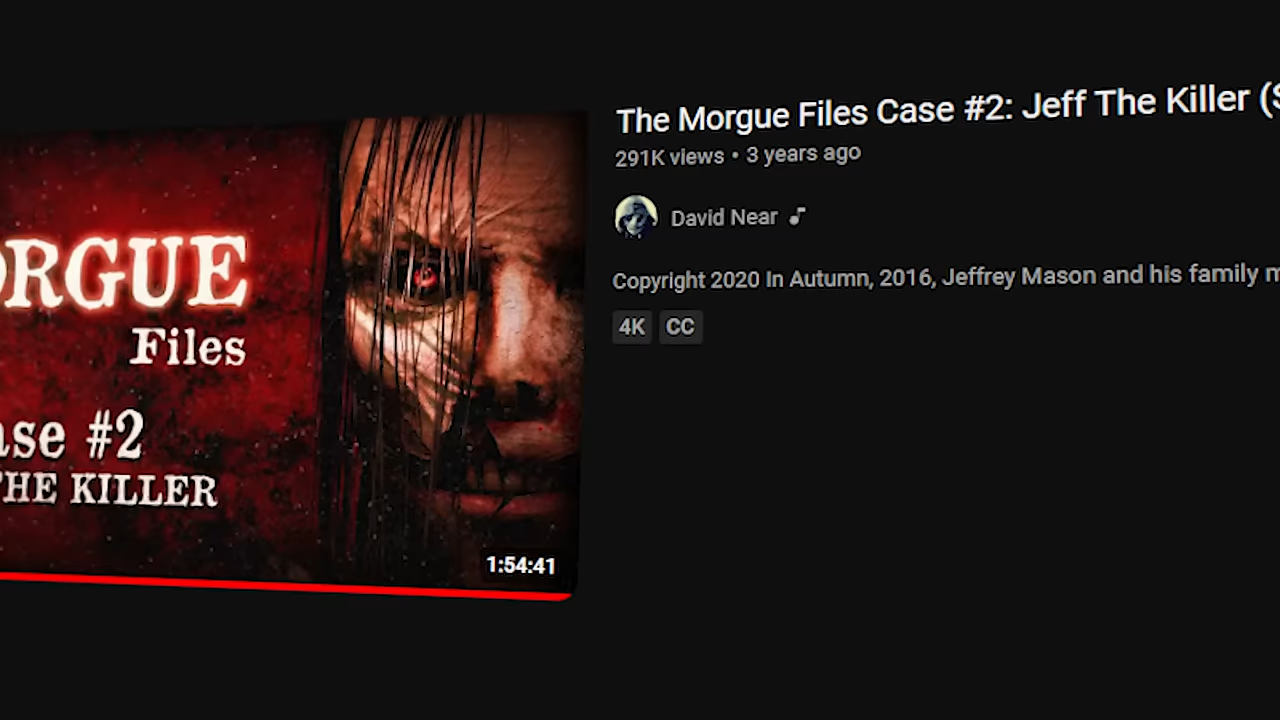 ORGUE
Files
ase #2
THE KILLER
1:54:41
The Morgue Files Case #2: Jeff The Killer (S
291K views • 3 years ago
David Near
Copyright 2020 In Autumn, 2016, Jeffrey Mason and his family m
4K CC